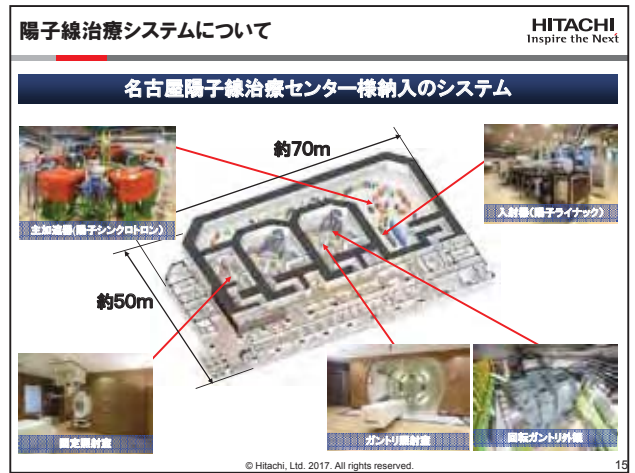 陽子線治療システムについて
HITACHI
Inspire the Next
名古屋陽子線治療センター様納入のシステム
約70m
主加速器(陽子シンクロトロン)
入射器(陽子ライナック)
約50m
固定照射室
ガントリ照射室
回転ガントリ外観
© Hitachi, Ltd. 2017. All rights reserved.
15